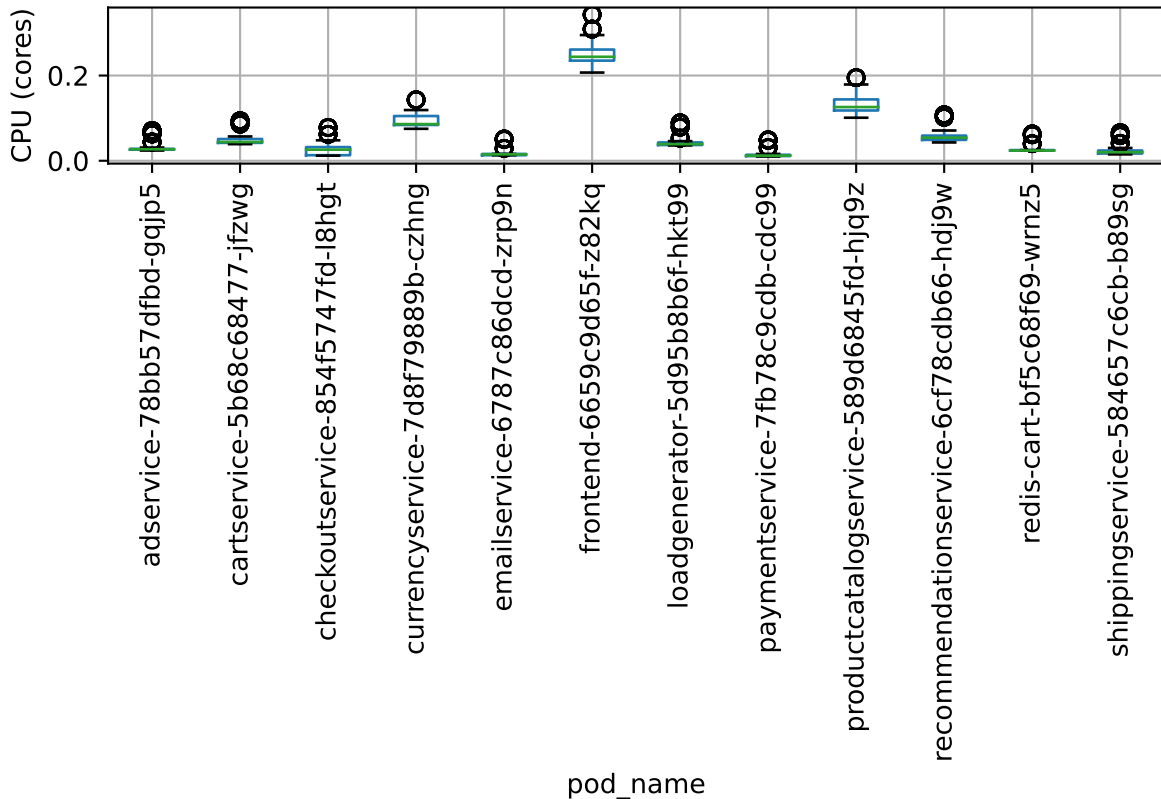 CPU (cores)
0.2
0.0
adservice-78bb57dfbd-gqjp5
cartservice-5b68c68477-jfzwg
checkoutservice-854f5747fd-l8hgt
currencyservice-7d8f79889b-czhng
emailservice-6787c86dcd-zrp9n
frontend-6659c9d65f-z82kq
loadgenerator-5d95b8b6f-hkt99
paymentservice-7fb78c9cdb-cdc99
productcatalogservice-589d6845fd-hjq9z
recommendationservice-6cf78cdb66-hdj9w
redis-cart-bf5c68f69-wrnz5
shippingservice-584657c6cb-b89sg
pod_name